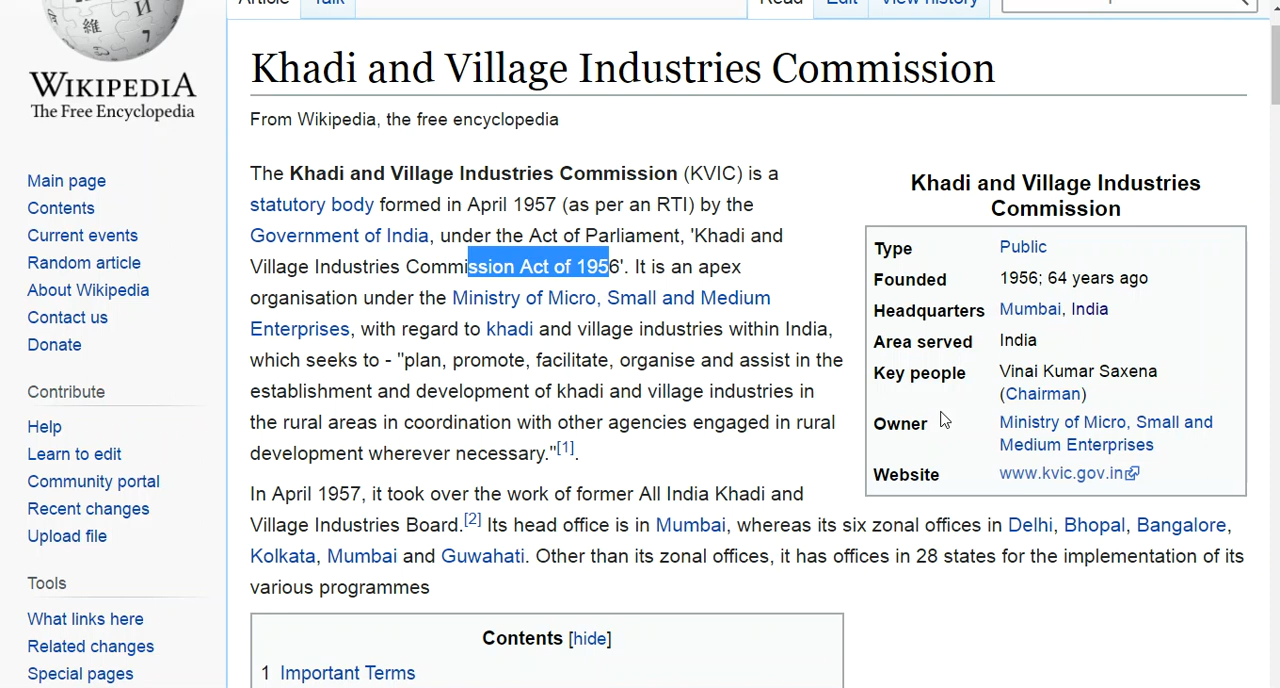 Article Talk Read Edit View history
維 И 7
WIKIPEDIA
The Free Encyclopedia
Main page
Contents
Current events
Random article
About Wikipedia
Contact us
Donate
Contribute
Help
Learn to edit
Community portal
Recent changes
Upload file
Tools
What links here
Related changes
Special pages
Khadi and Village Industries Commission
From Wikipedia, the free encyclopedia
The Khadi and Village Industries Commission (KVIC) is a
statutory body formed in April 1957 (as per an RTI) by the
Government of India, under the Act of Parliament, 'Khadi and
Village Industries Commission Act of 1956'. It is an apex
organisation under the Ministry of Micro, Small and Medium
Enterprises, with regard to khadi and village industries within India,
which seeks to - "plan, promote, facilitate, organise and assist in the
establishment and development of khadi and village industries in
the rural areas in coordination with other agencies engaged in rural
development wherever necessary."[1].
In April 1957, it took over the work of former All India Khadi and
Village Industries Board.[2] Its head office is in Mumbai, whereas its six zonal offices in Delhi, Bhopal, Bangalore,
Kolkata, Mumbai and Guwahati. Other than its zonal offices, it has offices in 28 states for the implementation of its
various programmes
Contents [hide]
1 Important Terms
Khadi and Village Industries
Commission
Type Public
Founded 1956; 64 years ago
Headquarters Mumbai, India
Area served India
Key people Vinai Kumar Saxena
(Chairman)
Owner Ministry of Micro, Small and
Medium Enterprises
Website www.kvic.gov.in